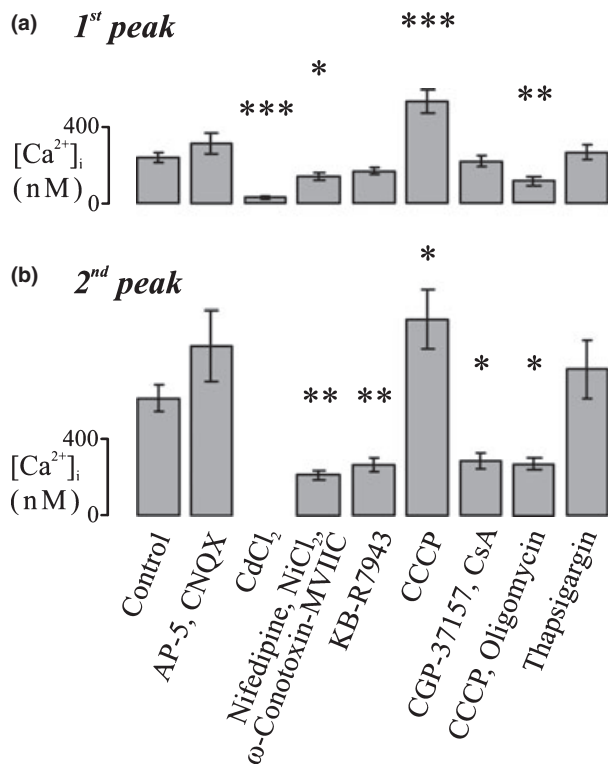 (a) 1st peak
***
*
***
**
400
[Ca2+]i
(nM)
0
(b) 2nd peak
*
** ** * *
400
[Ca2+]i
(nM)
0
Control
AP-5, CNQX
CdCl2
Nifedipine, NiCl2,
ω-Conotoxin-MVIIC
KB-R7943
CCCP
CGP-37157, CsA
CCCP, Oligomycin
Thapsigargin